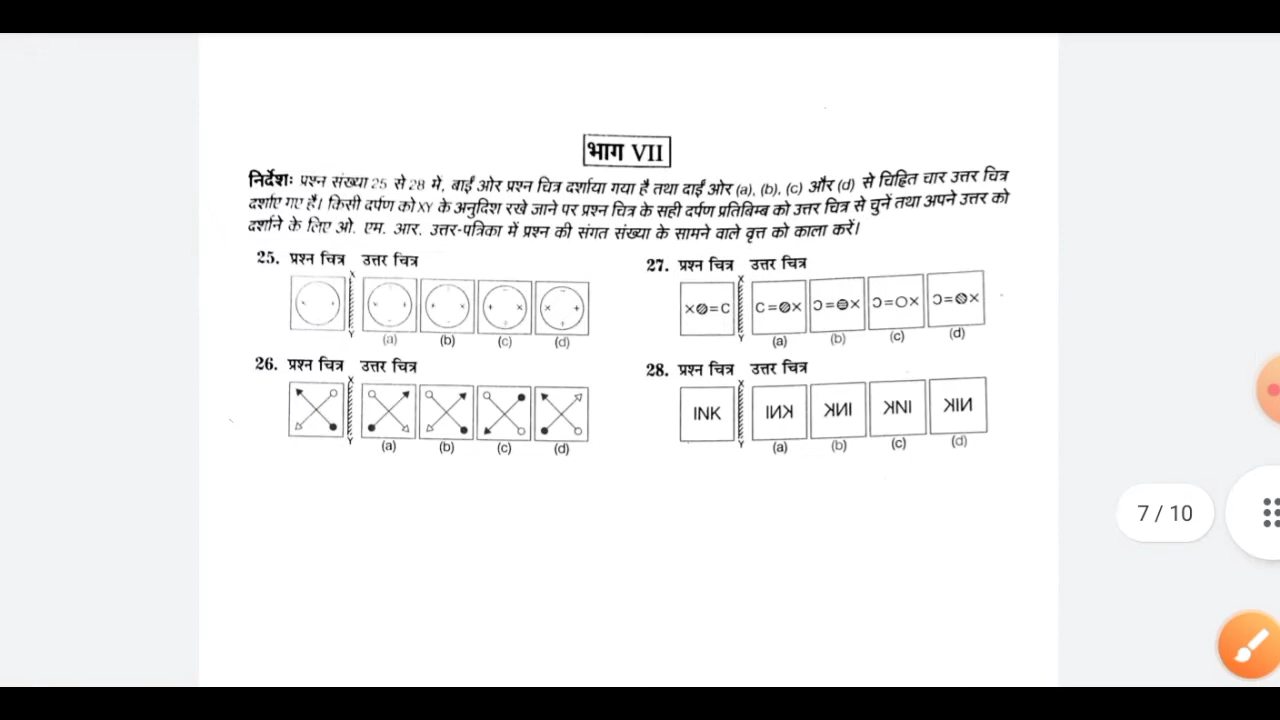 भाग VII
निर्देशः प्रश्न संख्या 25 से 28 में, बाईं ओर प्रश्न चित्र दर्शाया गया है तथा दाईं ओर (a), (b), (c) और (d) से चिह्नित चार उत्तर चित्र
दर्शाए गए हैं। किसी दर्पण को XY के अनुदिश रखे जाने पर प्रश्न चित्र के सही दर्पण प्रतिबिम्ब को उत्तर चित्र से चुनें तथा अपने उत्तर को
दर्शाने के लिए ओ. एम. आर. उत्तर-पत्रिका में प्रश्न की संगत संख्या के सामने वाले वृत्त को काला करें।
25. प्रश्न चित्र उत्तर चित्र
X
Y
(a) (b) (c) (d)
26. प्रश्न चित्र उत्तर चित्र
X
Y
(a) (b) (c) (d)
27. प्रश्न चित्र उत्तर चित्र
X
Y
(a) (b) (c) (d)
28. प्रश्न चित्र उत्तर चित्र
X
INK
Y
(a) (b) (c) (d)
7 / 10